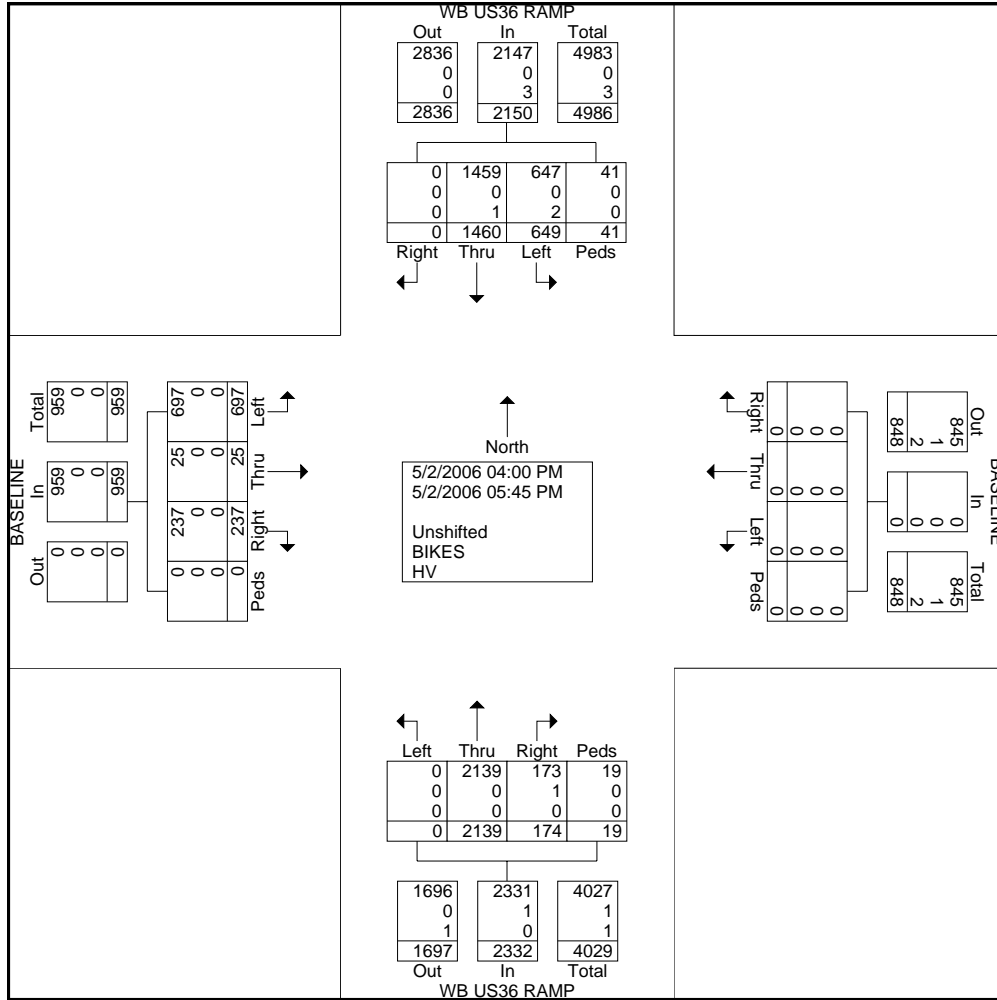 WB US36 RAMP
Out In Total
2836 2147 4983
0 0 0
0 3 3
2836 2150 4986
0 1459 647 41
0 0 0 0
0 1 2 0
0 1460 649 41
Right Thru Left Peds
BASELINE
Total
959
0
0
959
In
959
0
0
959
Out
0
0
0
0
Left
697
0
0
697
Thru
25
0
0
25
Right
237
0
0
237
Peds
0
0
0
0
North
5/2/2006 04:00 PM
5/2/2006 05:45 PM
Unshifted
BIKES
HV
Right
0
0
0
0
Thru
0
0
0
0
Left
0
0
0
0
Peds
0
0
0
0
Out
845
1
2
848
In
0
0
0
0
Total
845
1
2
848
BASELINE
Left Thru Right Peds
0 2139 173 19
0 0 1 0
0 0 0 0
0 2139 174 19
1696 2331 4027
0 1 1
1 0 1
1697 2332 4029
Out In Total
WB US36 RAMP